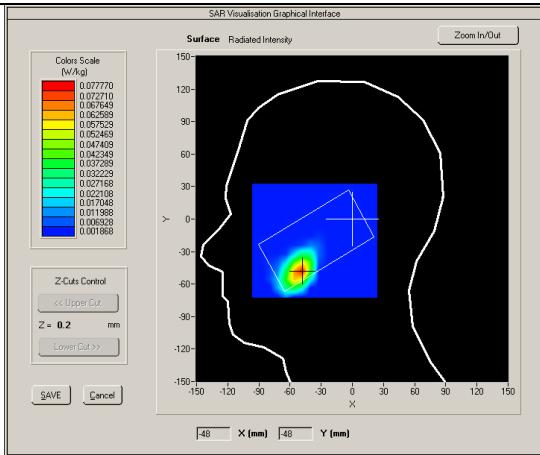 SAR Visualisation Graphical Interface
Surface Radiated Intensity
Zoom In/Out
Colors Scale
(W/kg)
0.077770
0.072710
0.067649
0.062589
0.057529
0.052469
0.047409
0.042349
0.037289
0.032229
0.027168
0.022108
0.017048
0.011988
0.006928
0.001868
Z-Cuts Control
<< Upper Cut
Z = 0.2 mm
Lower Cut >>
SAVE Cancel
150
120
90
60
30
0
-30
-60
-90
-120
-150
Y
-150 -120 -90 -60 -30 0 30 60 90 120 150
X
-48 X (mm) -48 Y (mm)